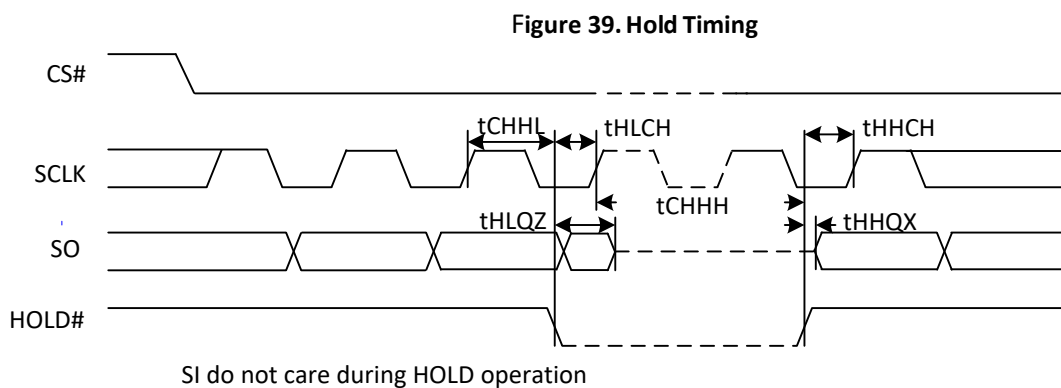 Figure 39. Hold Timing
CS#
tCHHL
tHLCH
tHHCH
SCLK
tCHHH
tHLQZ
tHHQX
SO
HOLD#
SI do not care during HOLD operation